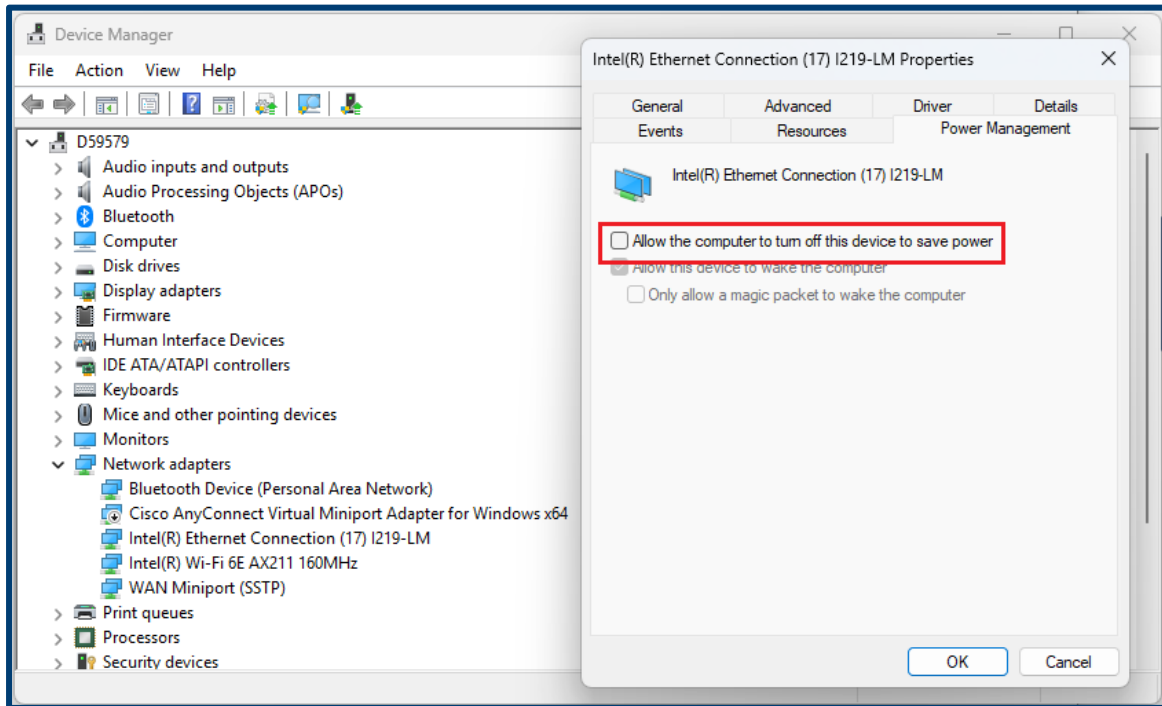 Device Manager
File Action View Help
D59579
Audio inputs and outputs
Audio Processing Objects (APOs)
Bluetooth
Computer
Disk drives
Display adapters
Firmware
Human Interface Devices
IDE ATA/ATAPI controllers
Keyboards
Mice and other pointing devices
Monitors
Network adapters
Bluetooth Device (Personal Area Network)
Cisco AnyConnect Virtual Miniport Adapter for Windows x64
Intel(R) Ethernet Connection (17) I219-LM
Intel(R) Wi-Fi 6E AX211 160MHz
WAN Miniport (SSTP)
Print queues
Processors
Security devices
Intel(R) Ethernet Connection (17) I219-LM Properties
General Advanced Driver Details
Events Resources Power Management
Intel(R) Ethernet Connection (17) I219-LM
Allow the computer to turn off this device to save power
Allow this device to wake the computer
Only allow a magic packet to wake the computer
OK Cancel